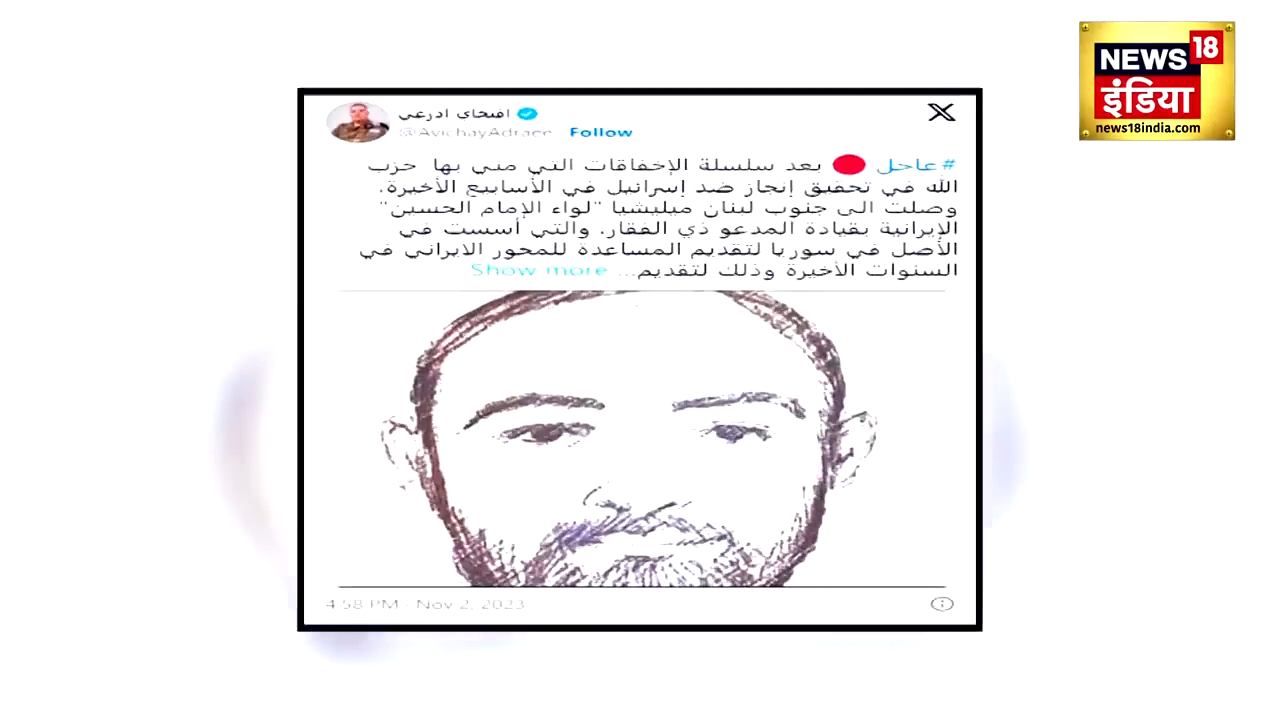 NEWS 18
इंडिया
news18india.com
افيخاي ادرعي
@AvichayAdraee Follow
#عاجل 🔴 بعد سلسلة الإخفاقات التي مني بها حزب
الله في تحقيق إنجاز ضد إسرائيل في الأسابيع الأخيرة،
وصلت الى جنوب لبنان ميليشيا "لواء الإمام الحسين"
الإيرانية بقيادة المدعو ذي الفقار، والتي أسست في
الأصل في سوريا لتقديم المساعدة للمحور الايراني في
السنوات الأخيرة وذلك لتقديم... Show more
4:58 PM · Nov 2, 2023